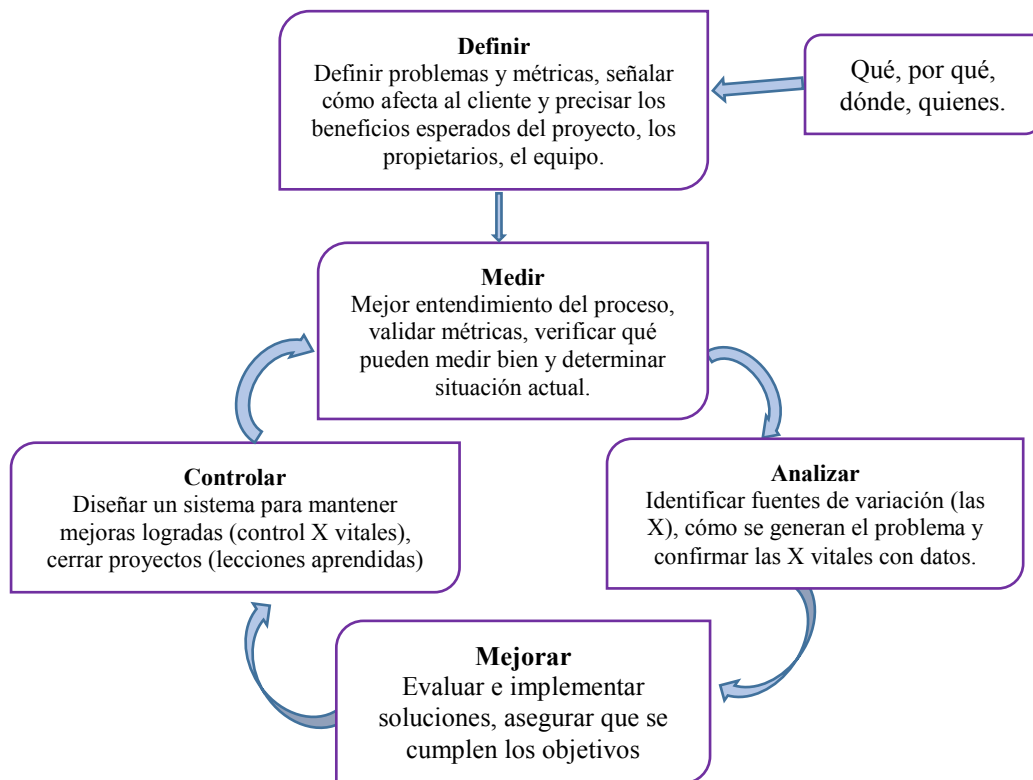 Definir
Definir problemas y métricas, señalar
cómo afecta al cliente y precisar los
beneficios esperados del proyecto, los
propietarios, el equipo.
Qué, por qué,
dónde, quienes.
Medir
Mejor entendimiento del proceso,
validar métricas, verificar qué
pueden medir bien y determinar
situación actual.
Controlar
Diseñar un sistema para mantener
mejoras logradas (control X vitales),
cerrar proyectos (lecciones aprendidas)
Analizar
Identificar fuentes de variación (las
X), cómo se generan el problema y
confirmar las X vitales con datos.
Mejorar
Evaluar e implementar
soluciones, asegurar que se
cumplen los objetivos